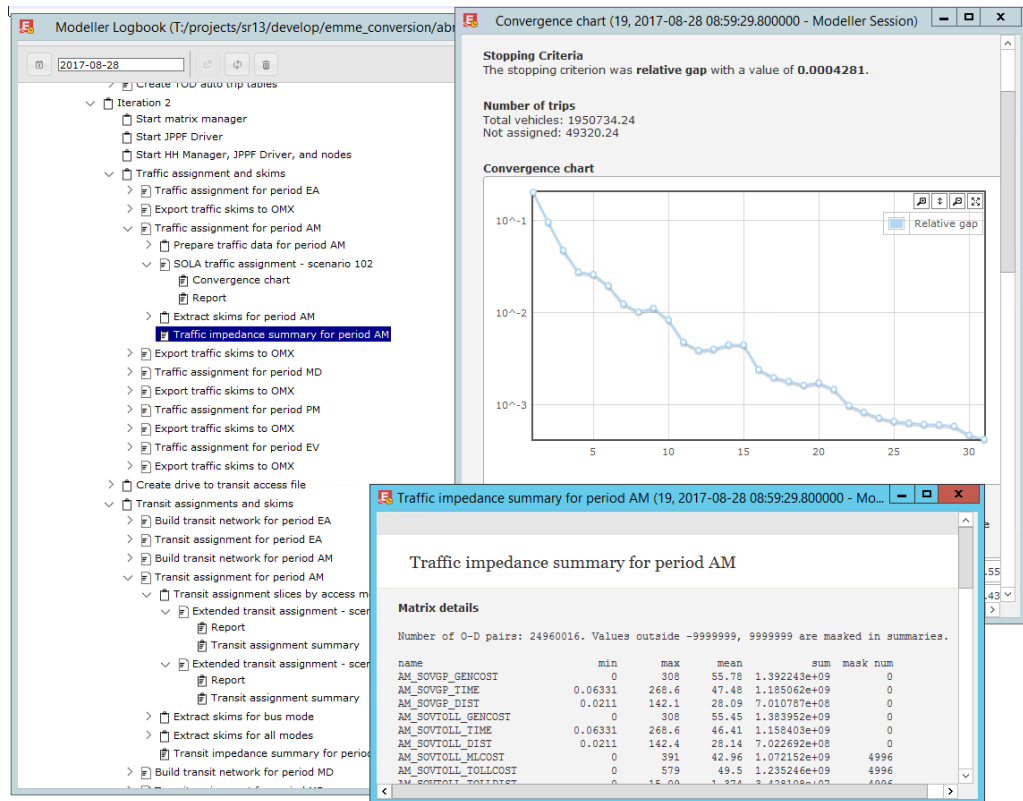 Modeller Logbook (T:/projects/sr13/develop/emme_conversion/abr
2017-08-28
Create TOD auto trip tables
Iteration 2
Start matrix manager
Start JPPF Driver
Start HH Manager, JPPF Driver, and nodes
Traffic assignment and skims
Traffic assignment for period EA
Export traffic skims to OMX
Traffic assignment for period AM
Prepare traffic data for period AM
SOLA traffic assignment - scenario 102
Convergence chart
Report
Extract skims for period AM
Traffic impedance summary for period AM
Export traffic skims to OMX
Traffic assignment for period MD
Export traffic skims to OMX
Traffic assignment for period PM
Export traffic skims to OMX
Traffic assignment for period EV
Export traffic skims to OMX
Create drive to transit access file
Transit assignments and skims
Build transit network for period EA
Transit assignment for period EA
Build transit network for period AM
Transit assignment for period AM
Transit assignment slices by access m
Extended transit assignment - scer
Report
Transit assignment summary
Extended transit assignment - scer
Report
Transit assignment summary
Extract skims for bus mode
Extract skims for all modes
Transit impedance summary for period
Build transit network for period MD
Convergence chart (19, 2017-08-28 08:59:29.800000 - Modeller Session)
Stopping Criteria
The stopping criterion was relative gap with a value of 0.0004281.
Number of trips
Total vehicles: 1950734.24
Not assigned: 49320.24
Convergence chart
Relative gap
10^-1
10^-2
10^-3
5 10 15 20 25 30
e
.55
.43
Traffic impedance summary for period AM (19, 2017-08-28 08:59:29.800000 - Mo...
Traffic impedance summary for period AM
Matrix details
Number of O-D pairs: 24960016. Values outside -9999999, 9999999 are masked in summaries.
name min max mean sum mask num
AM_SOVGP_GENCOST 0 308 55.78 1.392243e+09 0
AM_SOVGP_TIME 0.06331 268.6 47.48 1.185062e+09 0
AM_SOVGP_DIST 0.0211 142.1 28.09 7.010787e+08 0
AM_SOVTOLL_GENCOST 0 308 55.45 1.383952e+09 0
AM_SOVTOLL_TIME 0.06331 268.6 46.41 1.158403e+09 0
AM_SOVTOLL_DIST 0.0211 142.4 28.14 7.022692e+08 0
AM_SOVTOLL_MLCOST 0 391 42.96 1.072152e+09 4996
AM_SOVTOLL_TOLLCOST 0 579 49.5 1.235246e+09 4996
AM_SOVTOLL_TOLLDIST 0 15.09 1.374 3.428108e+07 4996